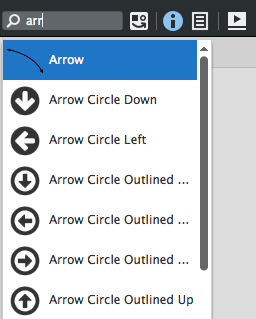 arr
Arrow
Arrow Circle Down
Arrow Circle Left
Arrow Circle Outlined ...
Arrow Circle Outlined ...
Arrow Circle Outlined ...
Arrow Circle Outlined Up